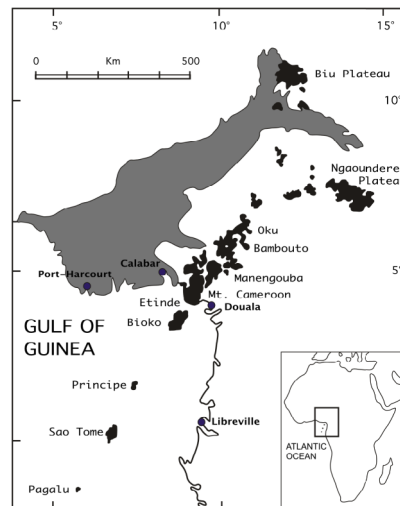 5°
10°
15°
Km
0
500
Biu Plateau
10°
Ngaoundere
Platea
Oku
Bambouto
Calabar
Port-Harcourt
5°
Manengouba
Mt. Cameroon
Etinde
Douala
Bioko
GULF OF
GUINEA
Principe
Libreville
Sao Tome
ATLANTIC
OCEAN
Pagalu